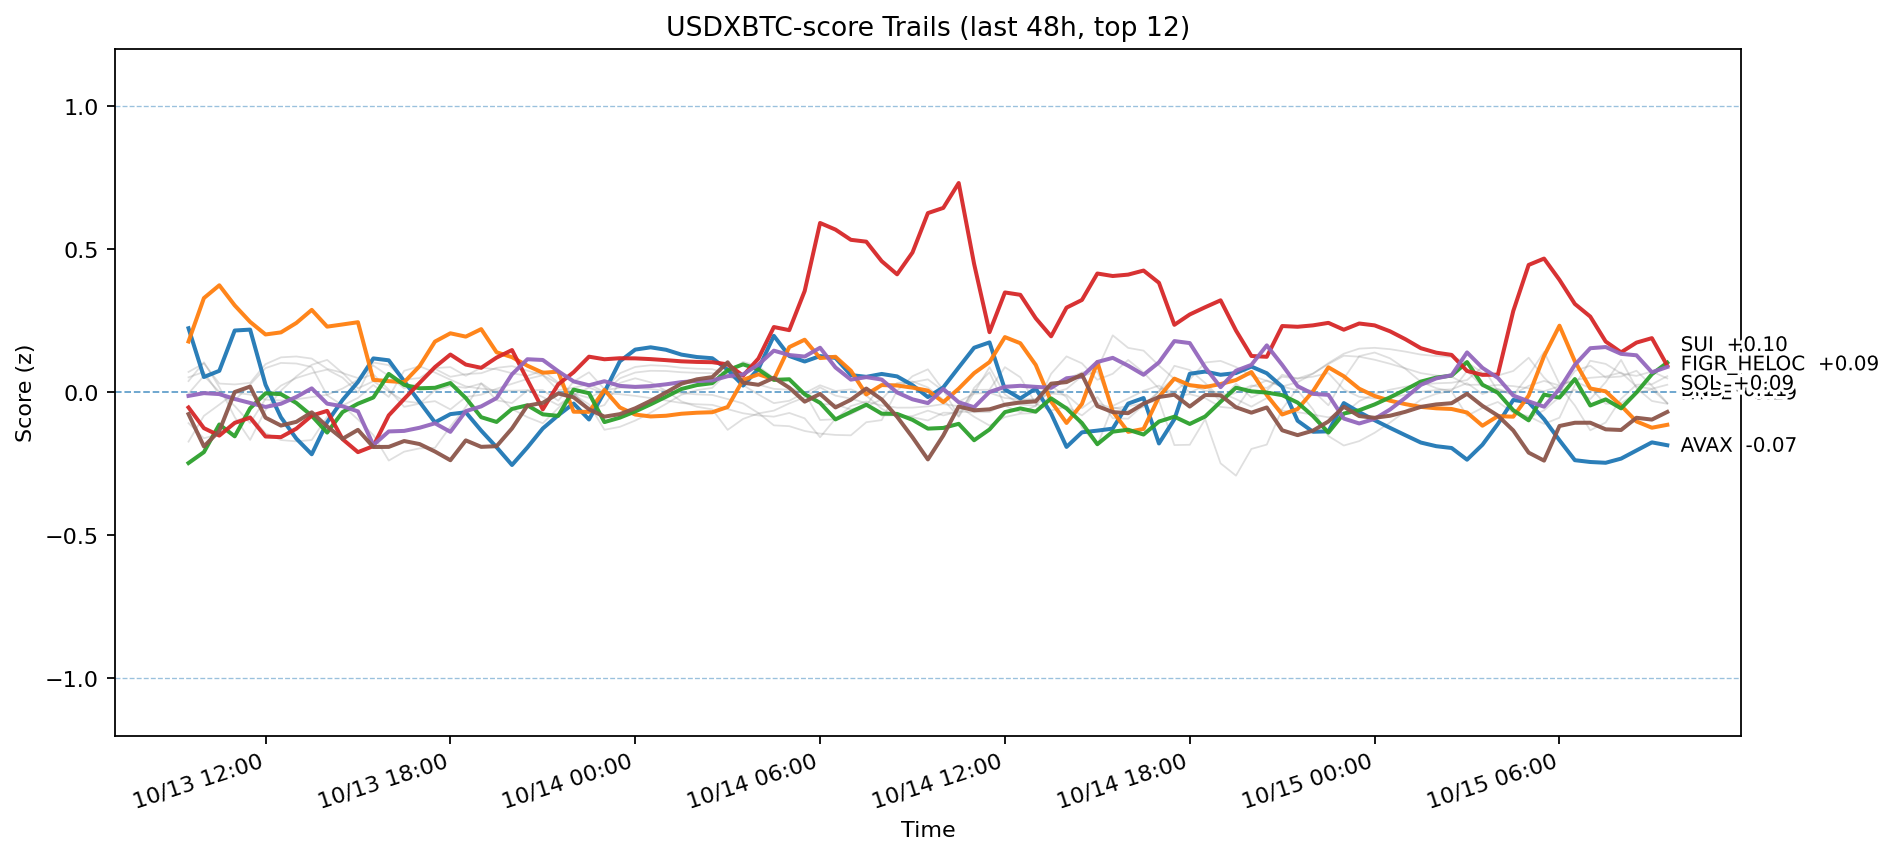 USDXBTC-score Trails (last 48h, top 12)
1.0
0.5
0.0
−0.5
−1.0
Score (z)
SUI +0.10
FIGR_HELOC +0.09
SOL +0.09
AVAX -0.07
10/13 12:00
10/13 18:00
10/14 00:00
10/14 06:00
10/14 12:00
10/14 18:00
10/15 00:00
10/15 06:00
Time